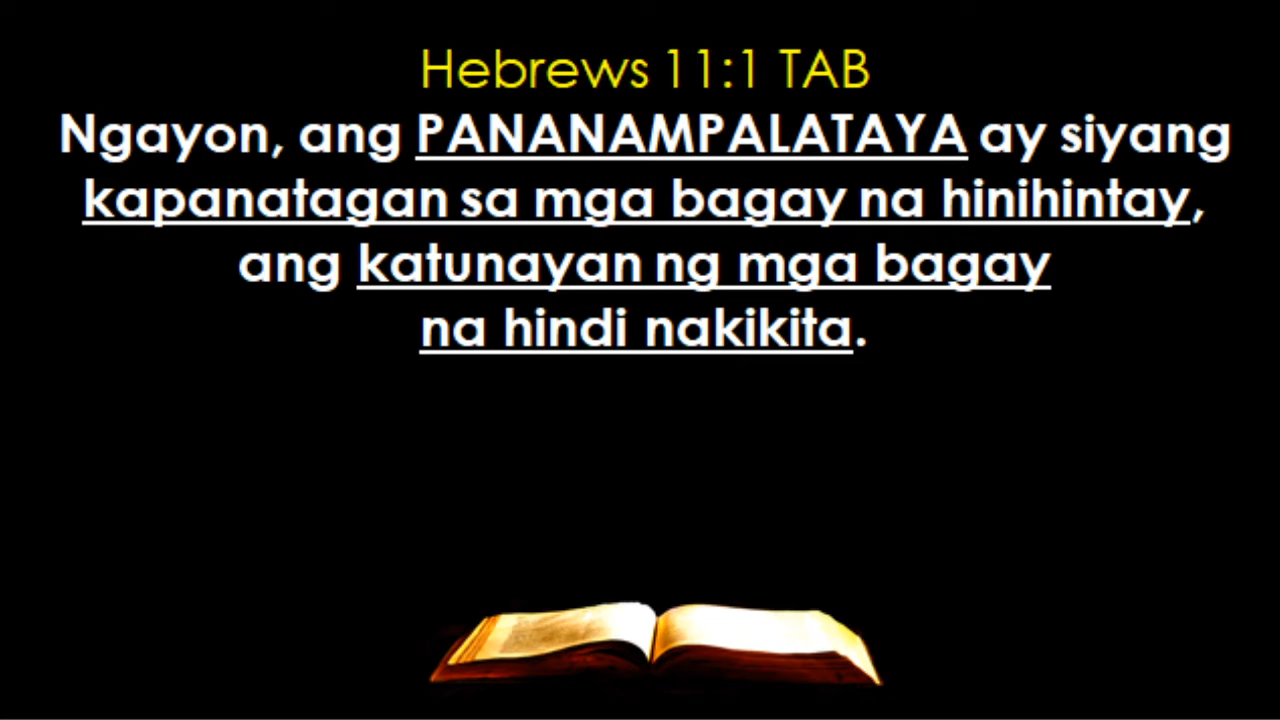 Hebrews 11:1 TAB
Ngayon, ang PANANAMPALATAYA ay siyang
kapanatagan sa mga bagay na hinihintay,
ang katunayan ng mga bagay
na hindi nakikita.